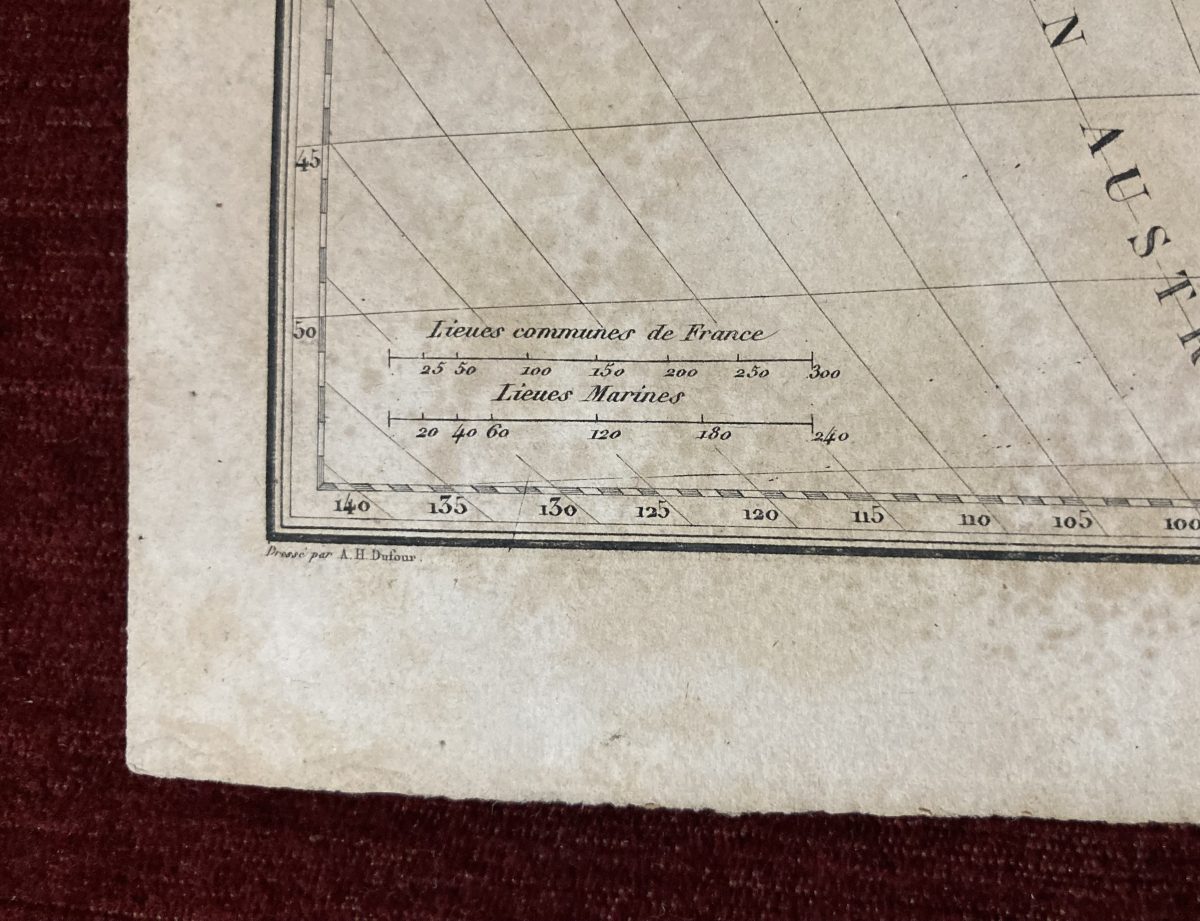 N AUSTR
45
50
Lieues communes de France
25 50 100 150 200 250 300
Lieues Marines
20 40 60 120 180 240
140 135 130 125 120 115 110 105 100
Dressé par A. H. Dufour.